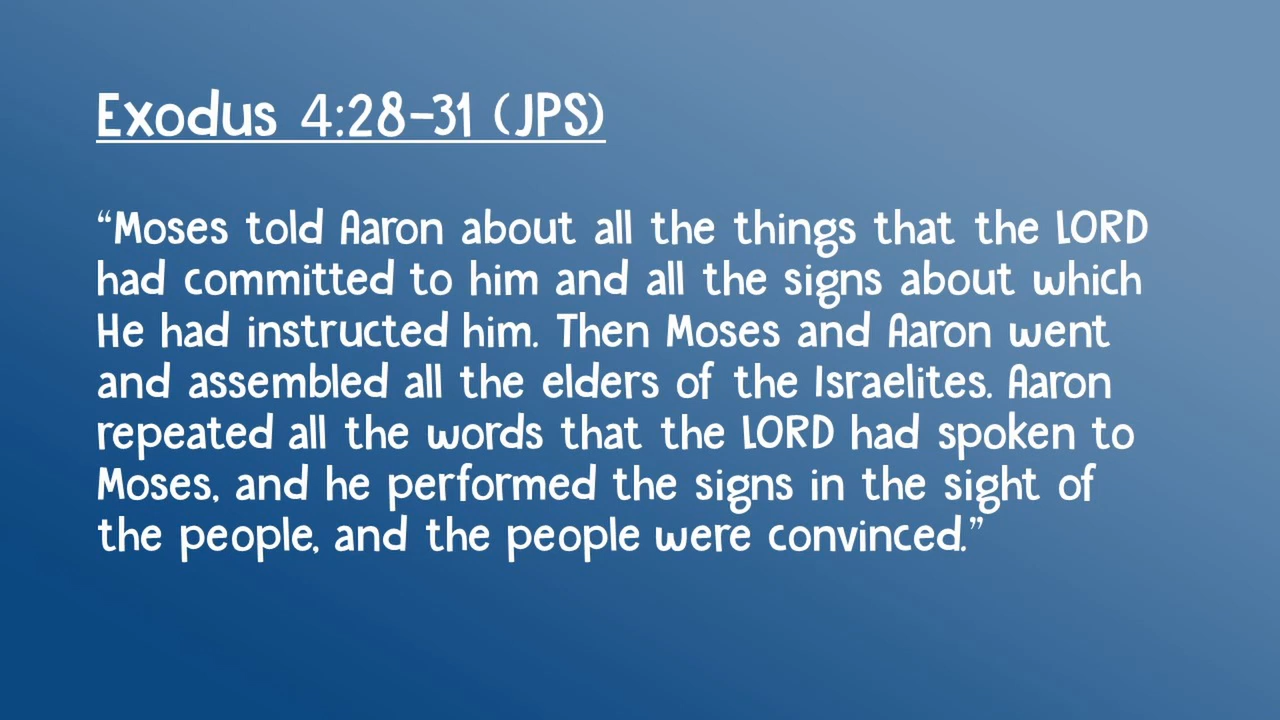 Exodus 4:28-31 (JPS)
“Moses told Aaron about all the things that the LORD
had committed to him and all the signs about which
He had instructed him. Then Moses and Aaron went
and assembled all the elders of the Israelites. Aaron
repeated all the words that the LORD had spoken to
Moses, and he performed the signs in the sight of
the people, and the people were convinced.”